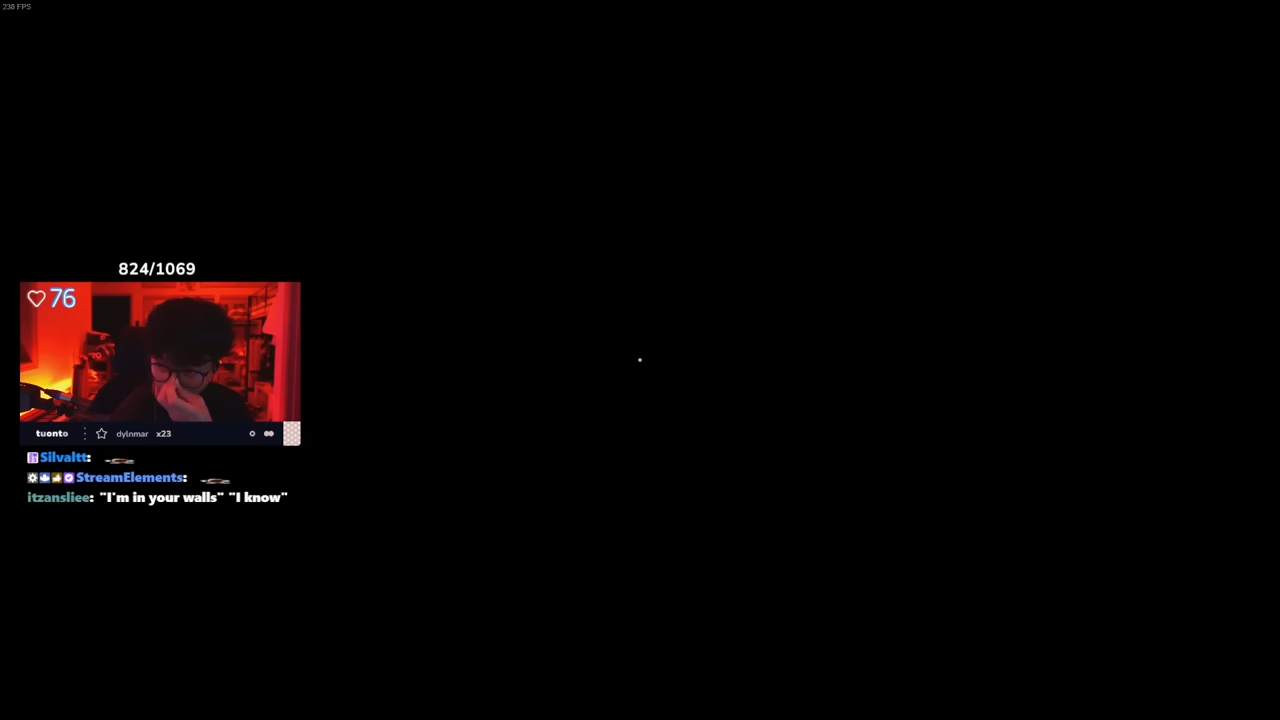 238 FPS
824/1069
76
tuonto dylnmar x23
Silvaltt:
StreamElements:
itzansliee: "I'm in your walls" "I know"